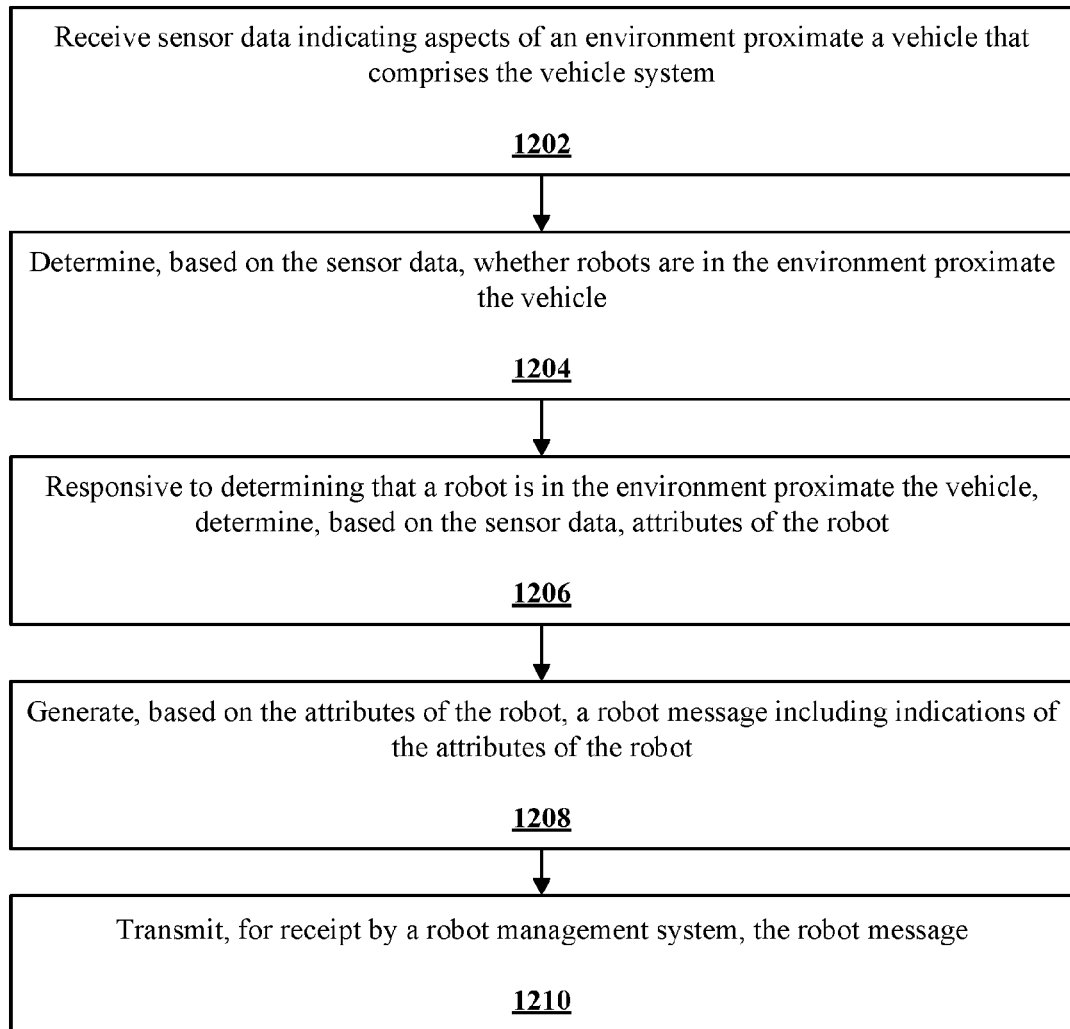 Receive sensor data indicating aspects of an environment proximate a vehicle that
comprises the vehicle system
1202
Determine, based on the sensor data, whether robots are in the environment proximate
the vehicle
1204
Responsive to determining that a robot is in the environment proximate the vehicle,
determine, based on the sensor data, attributes of the robot
1206
Generate, based on the attributes of the robot, a robot message including indications of
the attributes of the robot
1208
Transmit, for receipt by a robot management system, the robot message
1210